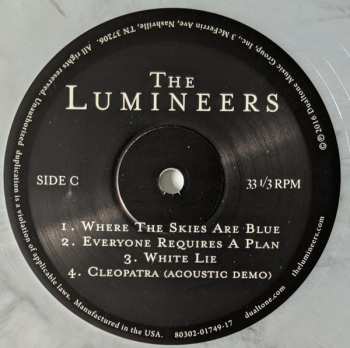 THE
LUMINEERS
SIDE C
33 1/3 RPM
1. WHERE THE SKIES ARE BLUE
2. EVERYONE REQUIRES A PLAN
3. WHITE LIE
4. CLEOPATRA (ACOUSTIC DEMO)
℗ © 2016 Dualtone Music Group, Inc., 3 McFerrin Ave, Nashville, TN 37206. All rights reserved. Unauthorized duplication is a violation of applicable laws. Manufactured in the USA. 80302-01749-17 dualtone.com theluminers.com